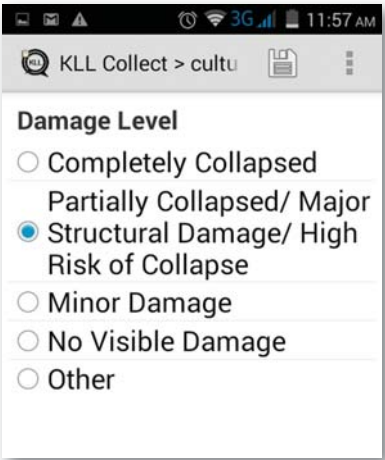 3G 11:57 AM
KLL KLL Collect > cultu
Damage Level
Completely Collapsed
Partially Collapsed/ Major
Structural Damage/ High
Risk of Collapse
Minor Damage
No Visible Damage
Other